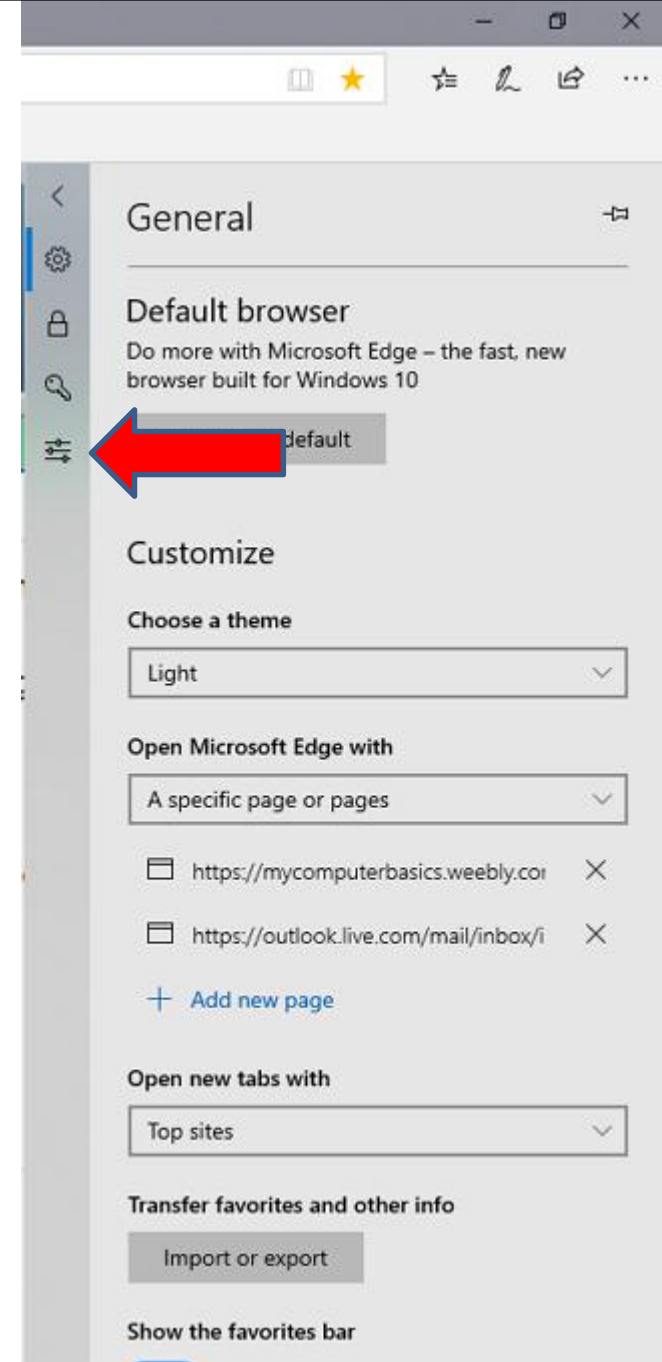 General
Default browser
Do more with Microsoft Edge – the fast, new
browser built for Windows 10
default
Customize
Choose a theme
Light
Open Microsoft Edge with
A specific page or pages
https://mycomputerbasics.weebly.cor
https://outlook.live.com/mail/inbox/i
Add new page
Open new tabs with
Top sites
Transfer favorites and other info
Import or export
Show the favorites bar